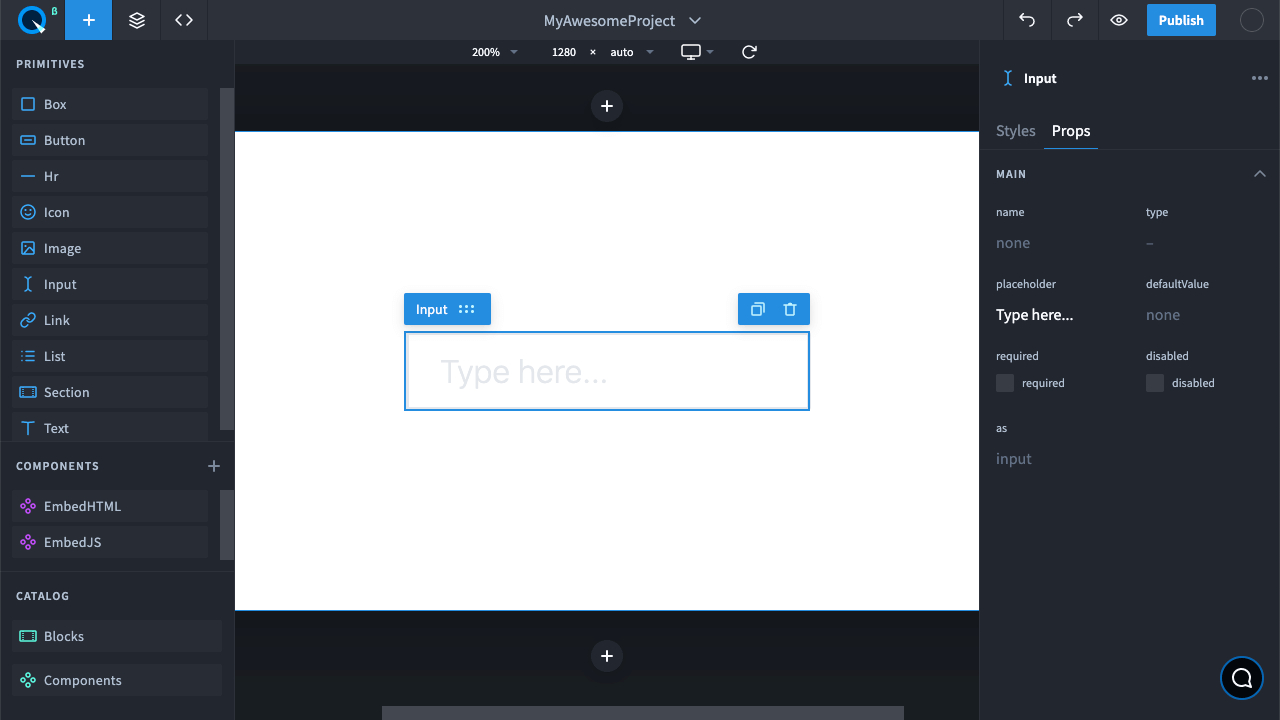 β
MyAwesomeProject
Publish
200%
1280 × auto
PRIMITIVES
Box
Button
Hr
Icon
Image
Input
Link
List
Section
Text
COMPONENTS
EmbedHTML
EmbedJS
CATALOG
Blocks
Components
Input
Type here...
Input
Styles Props
MAIN
name type
none –
placeholder defaultValue
Type here... none
required disabled
required disabled
as
input